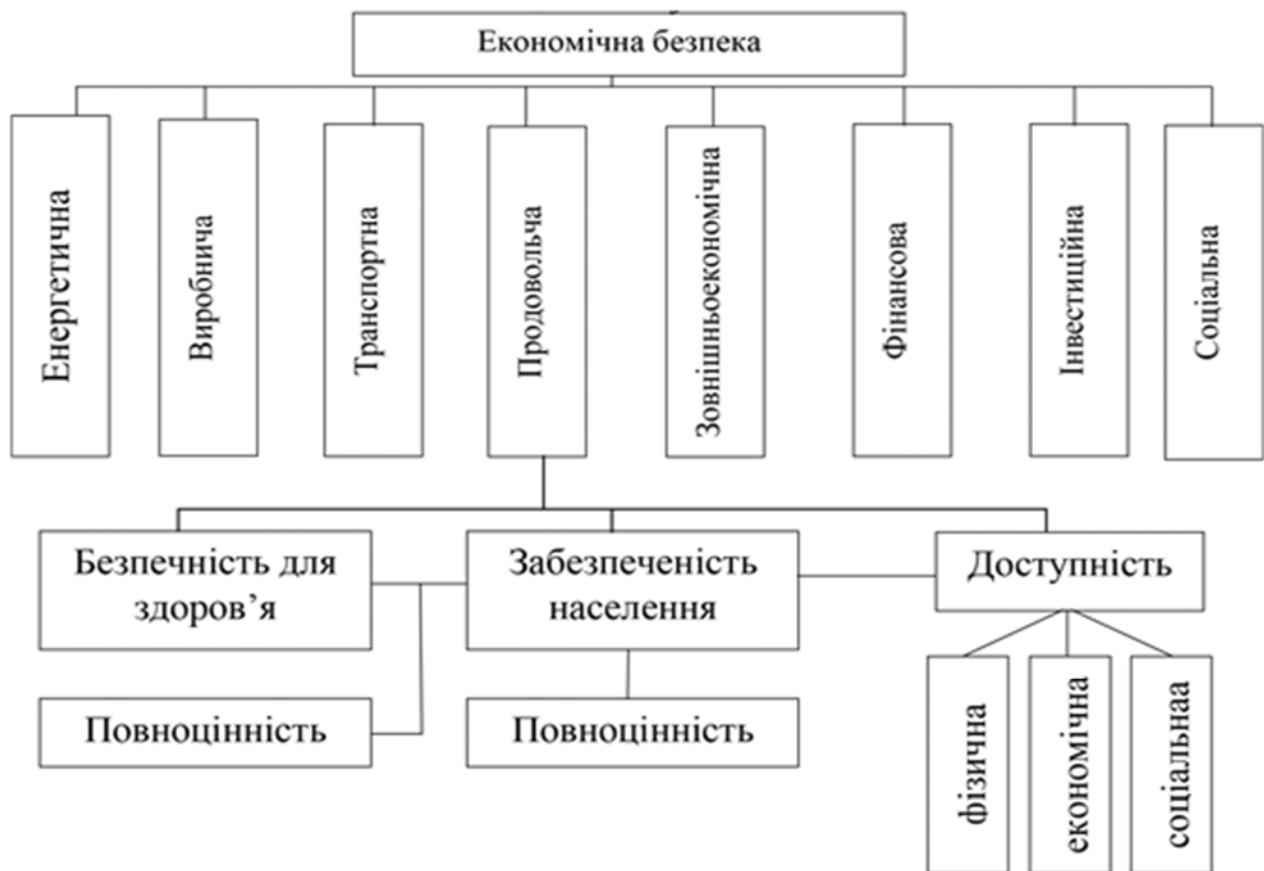 Економічна безпека
Енергетична
Виробнича
Транспортна
Продовольча
Зовнішньоекономічна
Фінансова
Інвестиційна
Соціальна
Безпечність для
здоров’я
Забезпеченість
населення
Доступність
Повноцінність
Повноцінність
фізична
економічна
соціальнаа